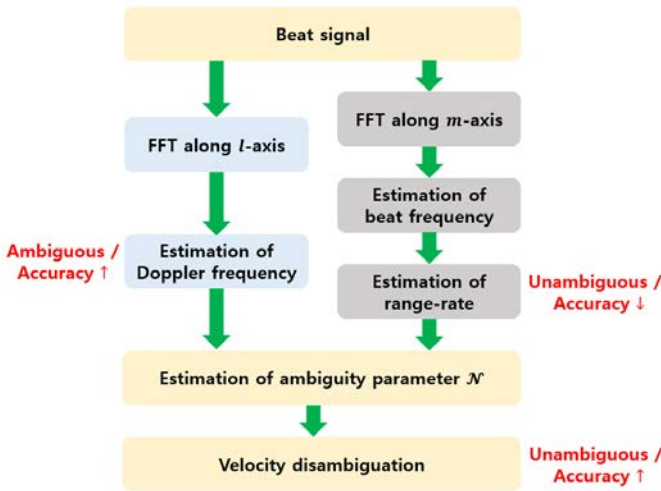 Beat signal
FFT along l-axis
FFT along m-axis
Estimation of
beat frequency
Ambiguous /
Accuracy ↑
Estimation of
Doppler frequency
Estimation of
range-rate
Unambiguous /
Accuracy ↓
Estimation of ambiguity parameter 𝒩
Velocity disambiguation
Unambiguous /
Accuracy ↑